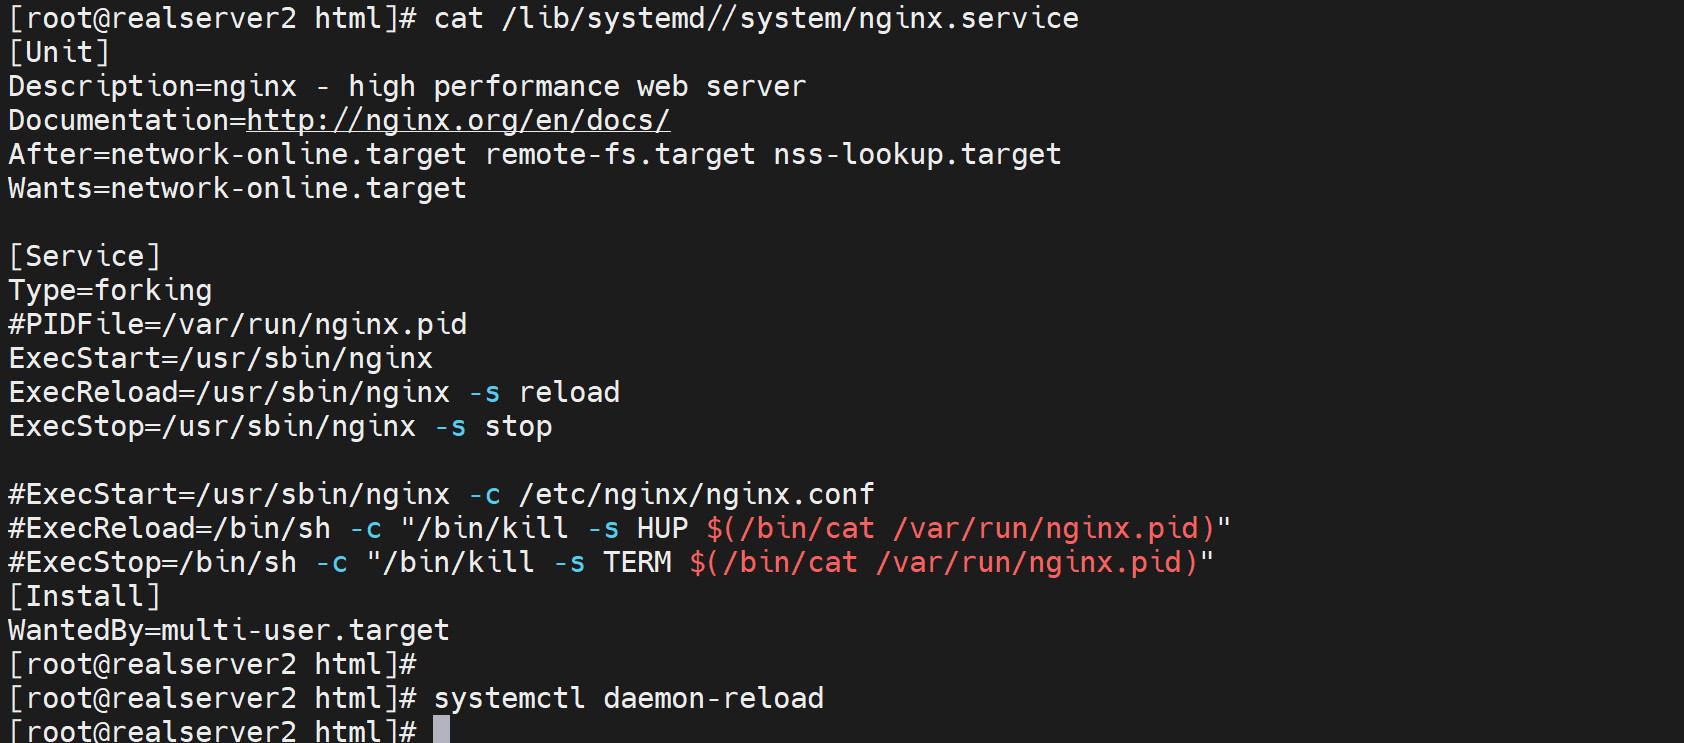 [root@realserver2 html]# cat /lib/systemd//system/nginx.service
[Unit]
Description=nginx - high performance web server
Documentation=http://nginx.org/en/docs/
After=network-online.target remote-fs.target nss-lookup.target
Wants=network-online.target
[Service]
Type=forking
#PIDFile=/var/run/nginx.pid
ExecStart=/usr/sbin/nginx
ExecReload=/usr/sbin/nginx -s reload
ExecStop=/usr/sbin/nginx -s stop
#ExecStart=/usr/sbin/nginx -c /etc/nginx/nginx.conf
#ExecReload=/bin/sh -c "/bin/kill -s HUP $(/bin/cat /var/run/nginx.pid)"
#ExecStop=/bin/sh -c "/bin/kill -s TERM $(/bin/cat /var/run/nginx.pid)"
[Install]
WantedBy=multi-user.target
[root@realserver2 html]#
[root@realserver2 html]# systemctl daemon-reload
[root@realserver2 html]#